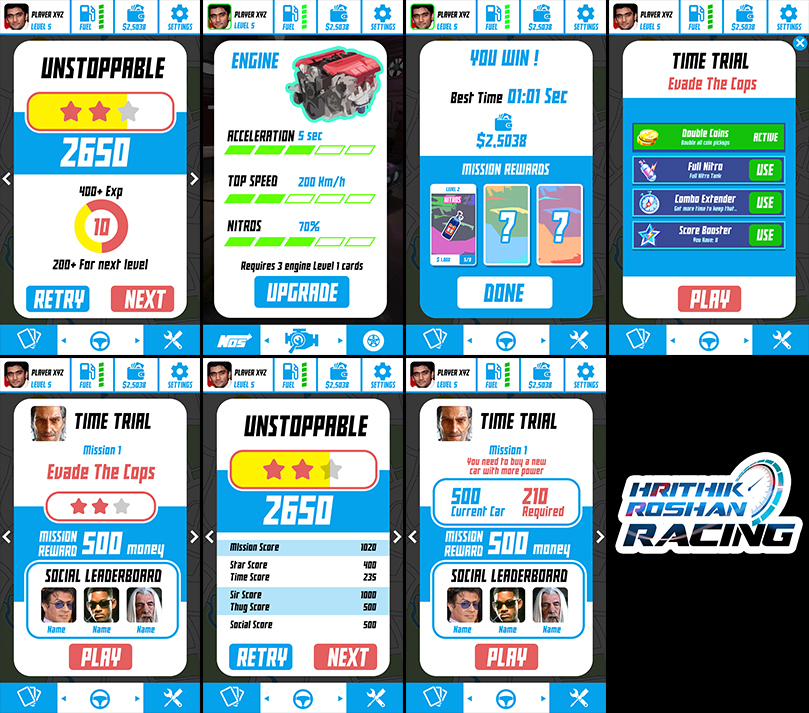 PLAYER XYZ
LEVEL 5
FUEL
$2,5038
SETTINGS
UNSTOPPABLE
2650
400+ Exp
10
200+ For next level
RETRY
NEXT
PLAYER XYZ
LEVEL 5
FUEL
$2,5038
SETTINGS
ENGINE
ACCELERATION 5 sec
TOP SPEED 200 Km/h
NITROS 70%
Requires 3 engine Level 1 cards
UPGRADE
NOS
PLAYER XYZ
LEVEL 5
FUEL
$2,5038
SETTINGS
YOU WIN !
Best Time 01:01 Sec
$2,5038
MISSION REWARDS
LEVEL 2
NITROS
$ 1,000
5/8
?
?
DONE
PLAYER XYZ
LEVEL 5
FUEL
$2,5038
SETTINGS
TIME TRIAL
Evade The Cops
Double Coins
Double all coin pickups
ACTIVE
Full Nitro
Full Nitro Tank
USE
Combo Extender
Get more time to keep that..
USE
Score Booster
You Have: 8
USE
PLAY
PLAYER XYZ
LEVEL 5
FUEL
$2,5038
SETTINGS
TIME TRIAL
Mission 1
Evade The Cops
MISSION
REWARD 500 money
SOCIAL LEADERBOARD
Name
Name
Name
PLAY
PLAYER XYZ
LEVEL 5
FUEL
$2,5038
SETTINGS
UNSTOPPABLE
2650
Mission Score 1020
Star Score 400
Time Score 235
Sir Score 1000
Thug Score 500
Social Score 500
RETRY
NEXT
PLAYER XYZ
LEVEL 5
FUEL
$2,5038
SETTINGS
TIME TRIAL
Mission 1
You need to buy a new
car with more power
500
Current Car
210
Required
MISSION
REWARD 500 money
SOCIAL LEADERBOARD
Name
Name
Name
PLAY
HRITHIK
ROSHAN
RACING